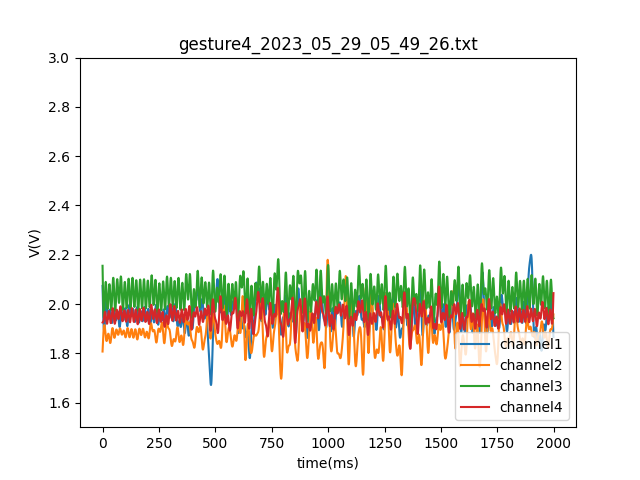 gesture4_2023_05_29_05_49_26.txt
3.0
2.8
2.6
2.4
2.2
2.0
1.8
1.6
V(V)
channel1
channel2
channel3
channel4
0 250 500 750 1000 1250 1500 1750 2000
time(ms)